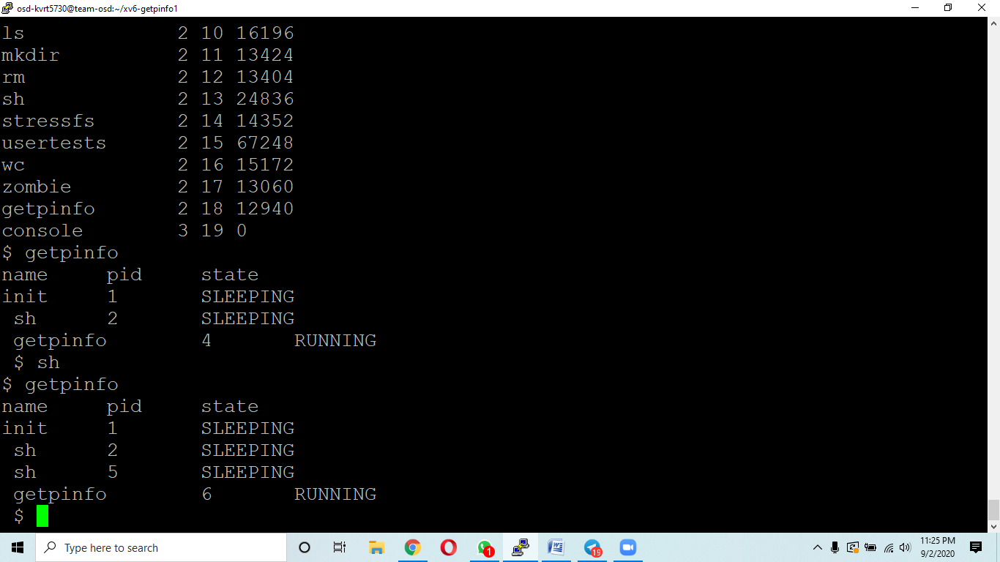 osd-kvrt5730@team-osd:~/xv6-getpinfo1
ls 2 10 16196
mkdir 2 11 13424
rm 2 12 13404
sh 2 13 24836
stressfs 2 14 14352
usertests 2 15 67248
wc 2 16 15172
zombie 2 17 13060
getpinfo 2 18 12940
console 3 19 0
$ getpinfo
name pid state
init 1 SLEEPING
sh 2 SLEEPING
getpinfo 4 RUNNING
$ sh
$ getpinfo
name pid state
init 1 SLEEPING
sh 2 SLEEPING
sh 5 SLEEPING
getpinfo 6 RUNNING
$
Type here to search
1
W
19
11:25 PM
9/2/2020